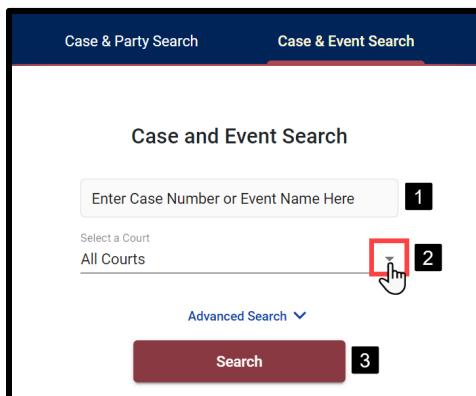 Case & Party Search
Case & Event Search
Case and Event Search
Enter Case Number or Event Name Here
1
Select a Court
All Courts
2
Advanced Search
Search
3